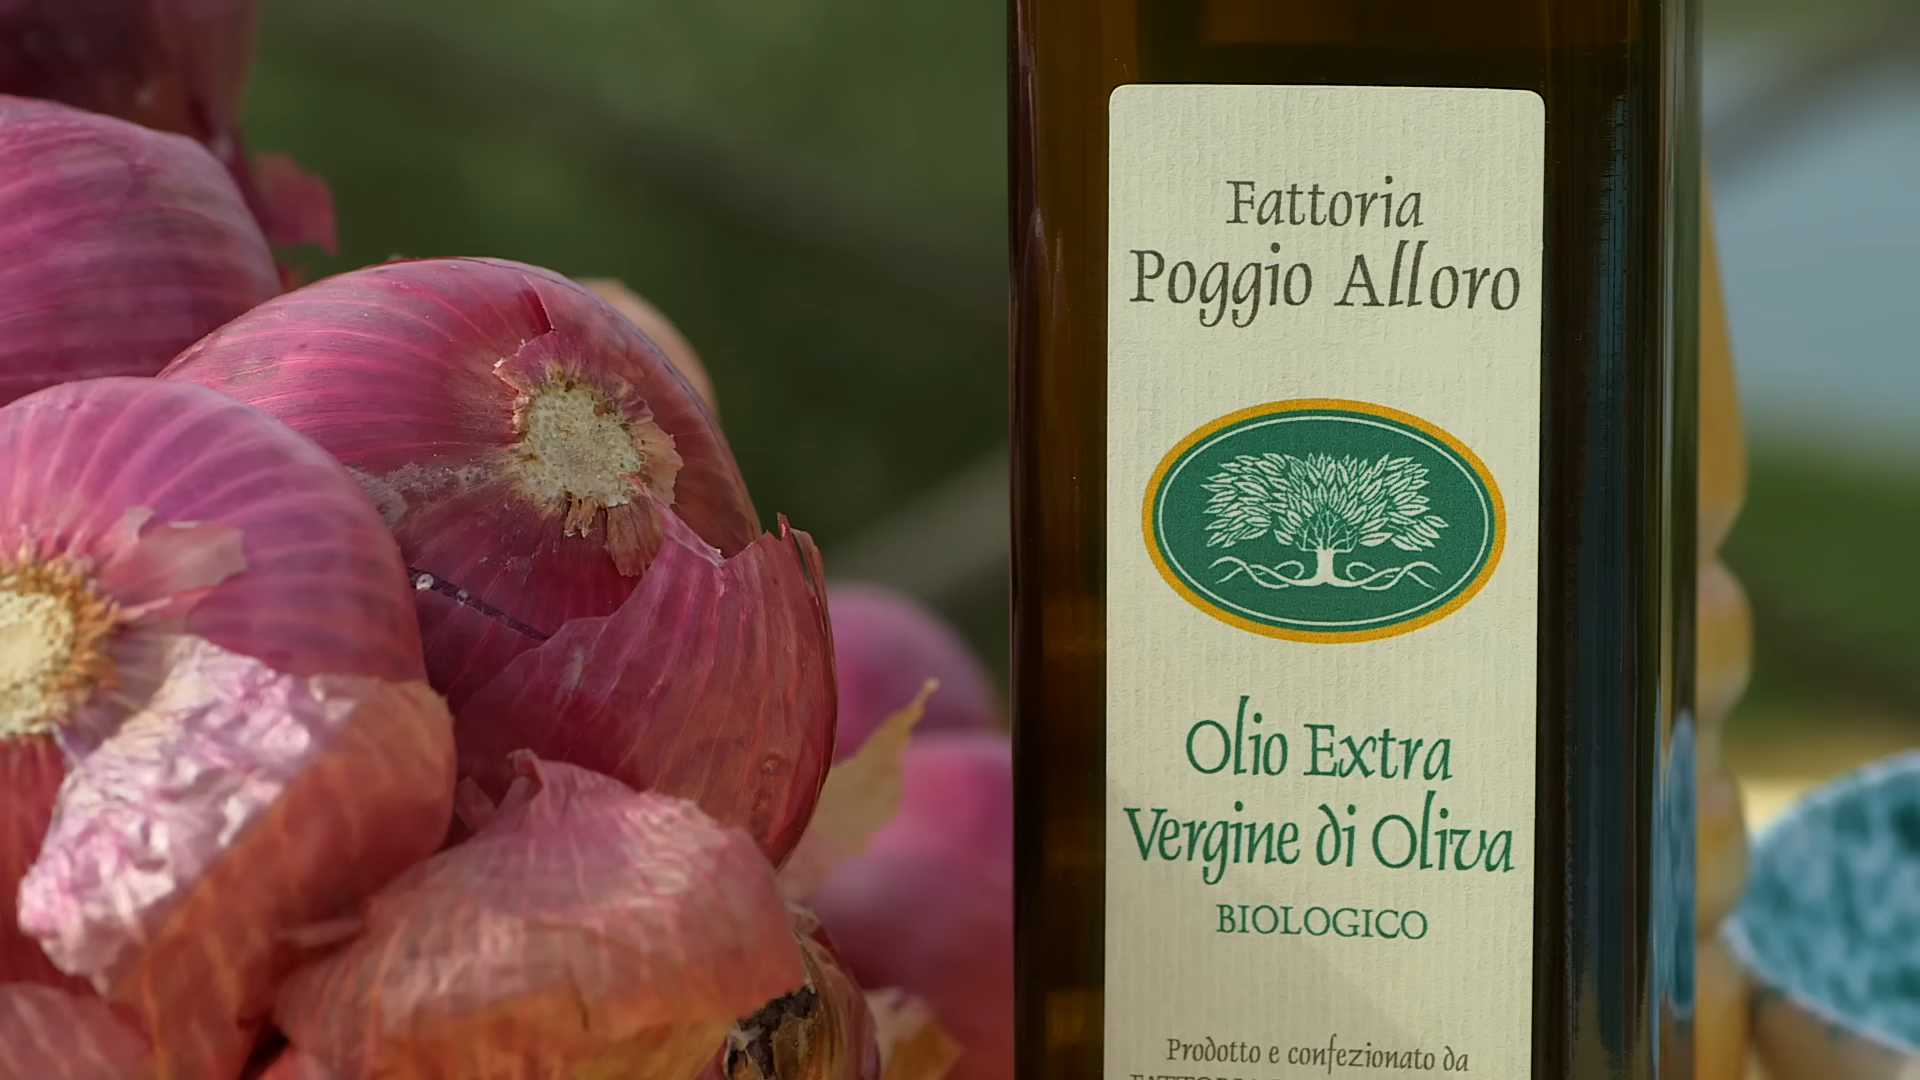 Fattoria
Poggio Alloro
Olio Extra
Vergine di Oliva
BIOLOGICO
Prodotto e confezionato da